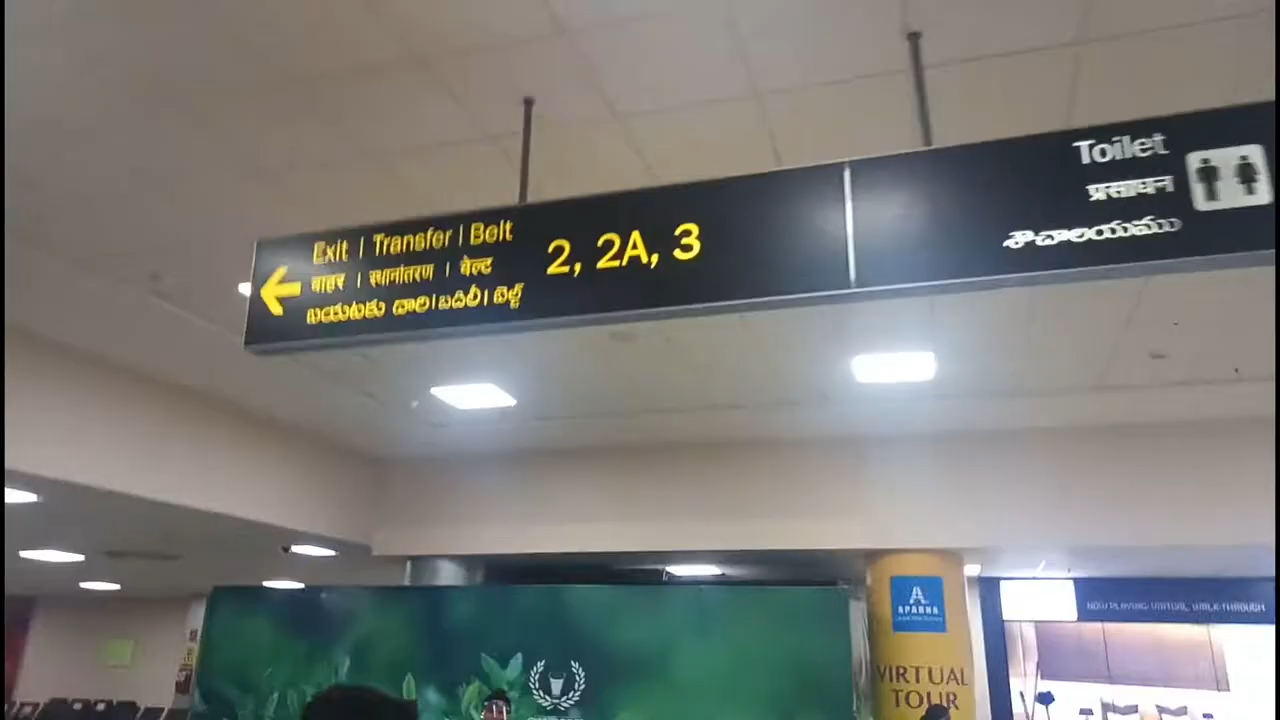 Exit | Transfer | Belt
बाहर | स्थानांतरण | बेल्ट
బయటకు దారి | బదిలీ | బెల్ట్
2, 2A, 3
Toilet
प्रसाधन
శౌచాలయము
APARNA
VIRTUAL
TOUR
NOW PLAYING VIRTUAL WALK-THROUGH